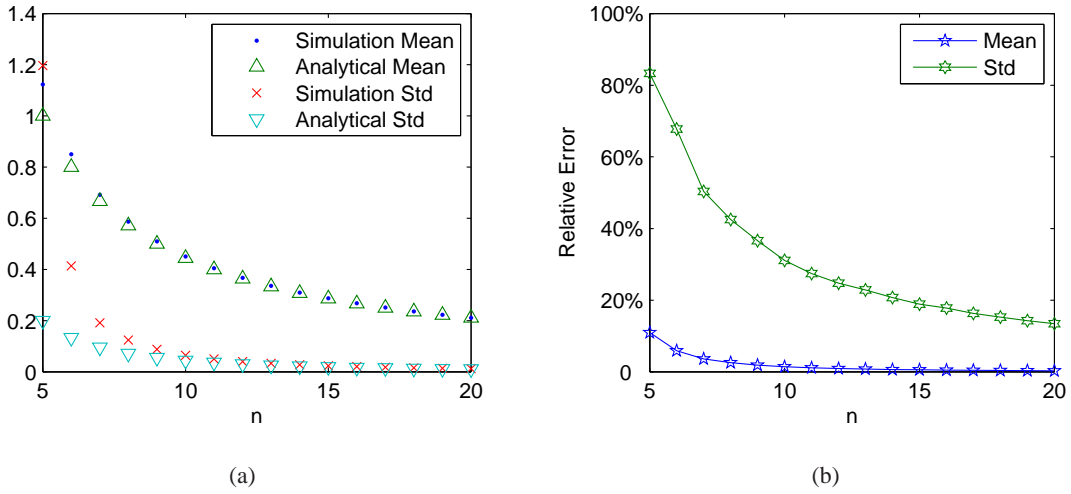 1.4
1.2
1
0.8
0.6
0.4
0.2
0
5
10
15
20
n
Simulation Mean
Analytical Mean
Simulation Std
Analytical Std
(a)
100%
80%
60%
40%
20%
0
5
10
15
20
n
Relative Error
Mean
Std
(b)